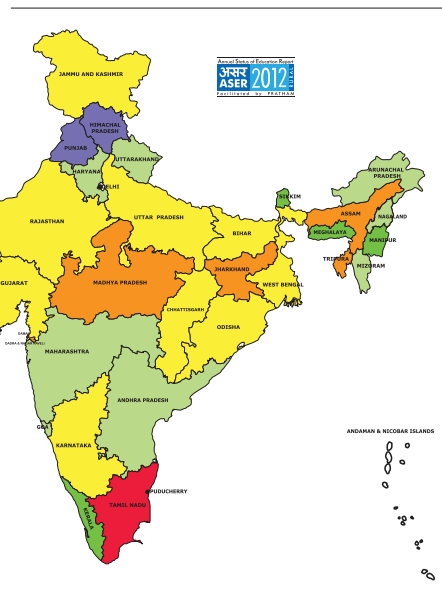 Annual Status of Education Report
असर
ASER
2012
RURAL
Facilitated by PRATHAM
JAMMU AND KASHMIR
HIMACHAL
PRADESH
PUNJAB
UTTARAKHAND
HARYANA
DELHI
ARUNACHAL
PRADESH
SIKKIM
RAJASTHAN
UTTAR PRADESH
ASSAM
NAGALAND
BIHAR
MEGHALAYA
MANIPUR
TRIPURA
MIZORAM
JHARKHAND
GUJARAT
MADHYA PRADESH
WEST BENGAL
CHHATTISGARH
ODISHA
MAHARASHTRA
ANDHRA PRADESH
GOA
KARNATAKA
ANDAMAN & NICOBAR ISLANDS
PUDUCHERRY
TAMIL NADU
KERALA